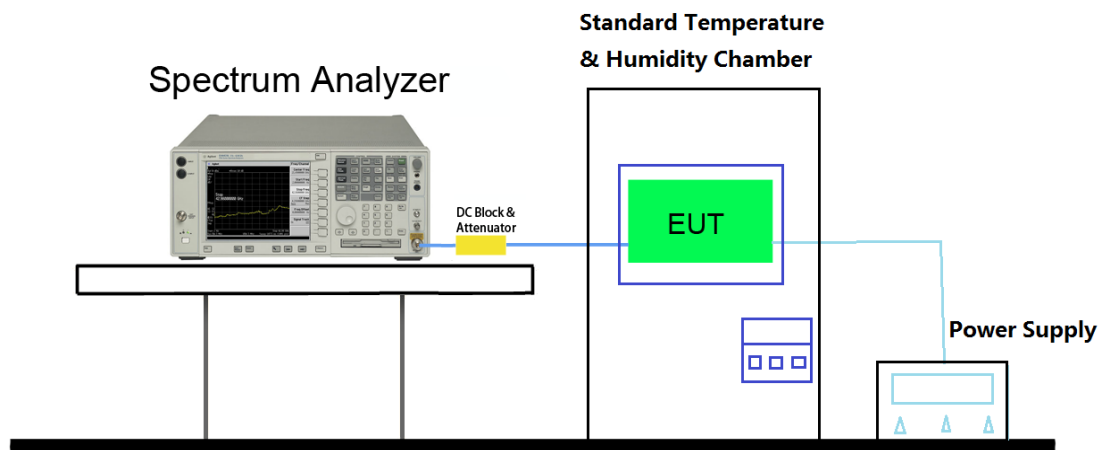 Standard Temperature
& Humidity Chamber
Spectrum Analyzer
DC Block &
Attenuator
EUT
Power Supply